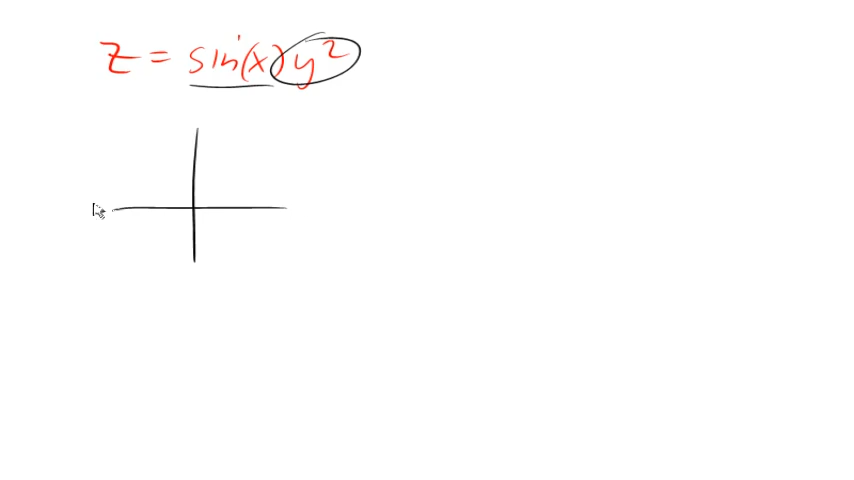 z = sin(x)y²